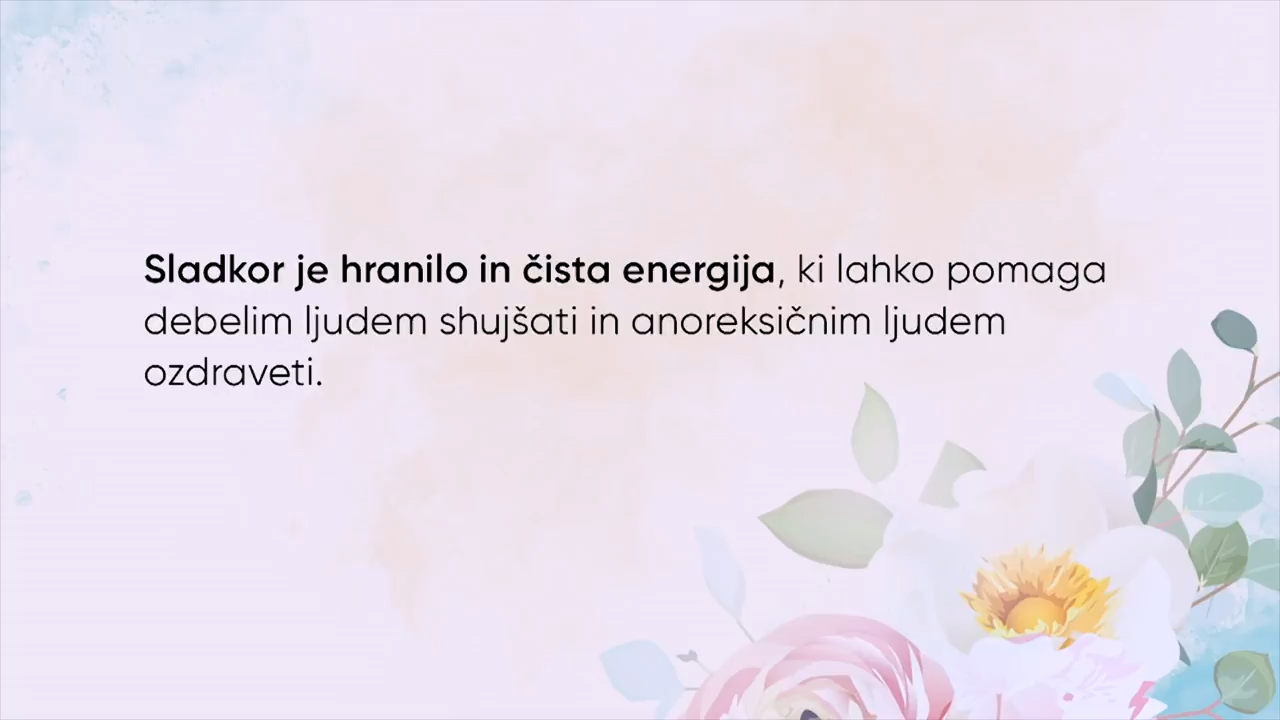 Sladkor je hranilo in čista energija, ki lahko pomaga
debelim ljudem shujšati in anoreksičnim ljudem
ozdraveti.